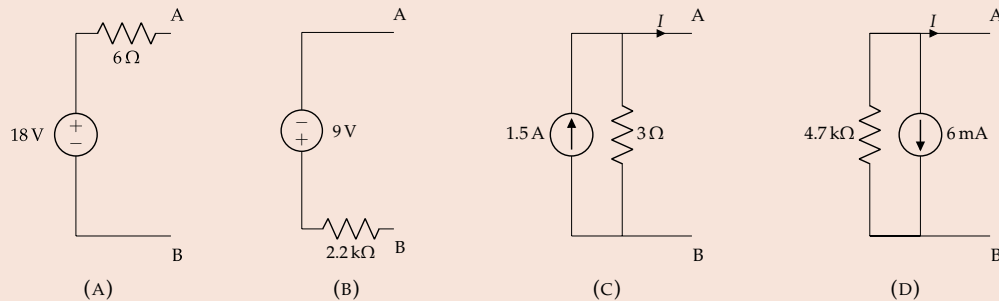 A
6 Ω
18 V
+
−
B
(A)
A
−
+
9 V
2.2 kΩ
B
(B)
I
A
1.5 A
3 Ω
B
(C)
I
A
4.7 kΩ
6 mA
B
(D)